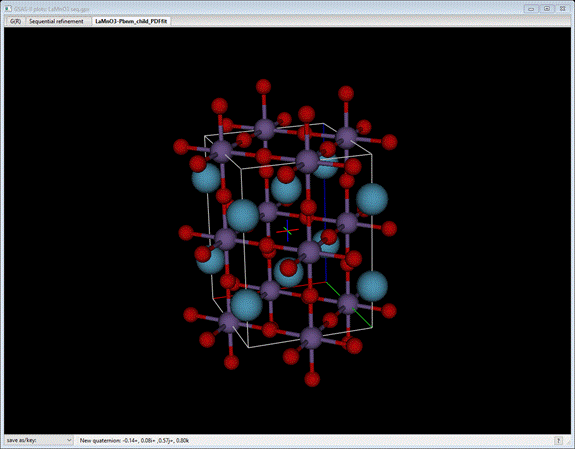 GSAS-II plots: LaMnO3 seq.gpx
G(R) Sequential refinement LaMnO3-Pbnm_child_PDFfit
save as/key: New quaternion: -0.14+, 0.08i+ ,0.57j+, 0.80k ?